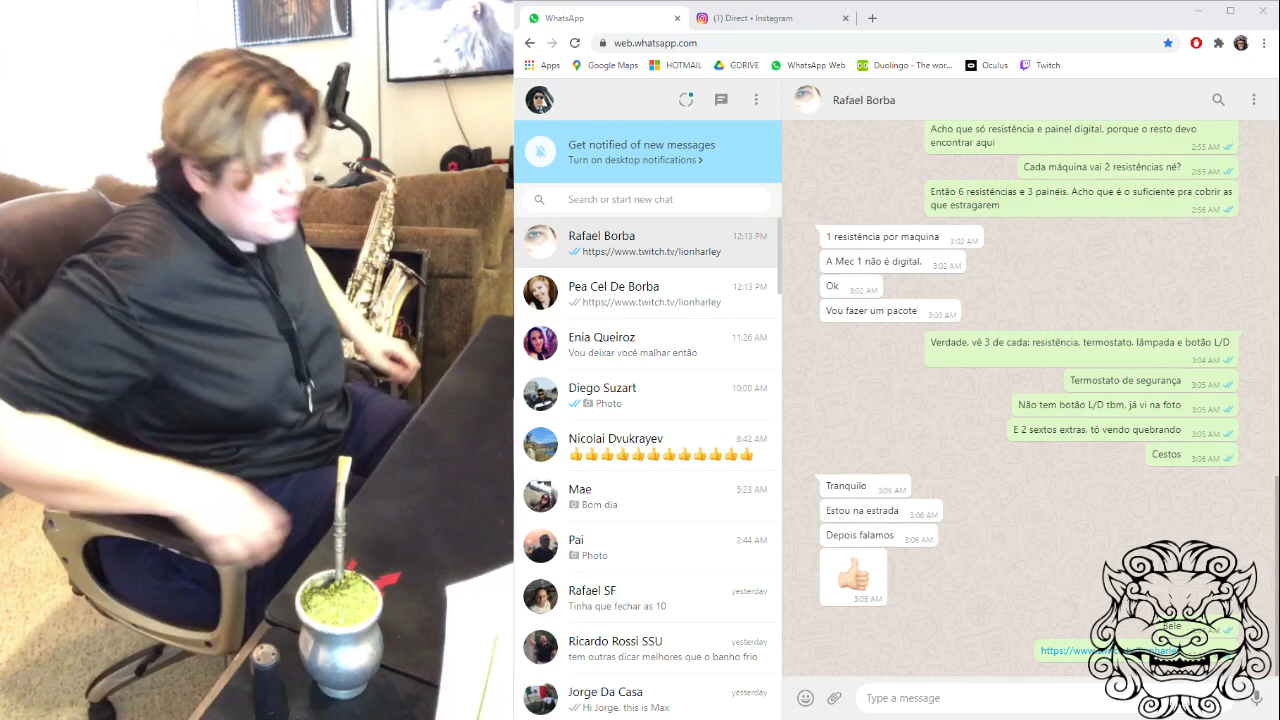 WhatsApp
(1) Direct • Instagram
web.whatsapp.com
Apps
Google Maps
HOTMAIL
GDRIVE
WhatsApp Web
Duolingo - The wor...
Oculus
Twitch
Rafael Borba
Get notified of new messages
Turn on desktop notifications
Search or start new chat
Rafael Borba 12:13 PM
https://www.twitch.tv/lionharley
Pea Cel De Borba 12:13 PM
https://www.twitch.tv/lionharley
Enia Queiroz 11:26 AM
Vou deixar você malhar então
Diego Suzart 10:00 AM
Photo
Nicolai Dvukrayev 8:42 AM
👍👍👍👍👍👍👍👍👍👍👍👍
Mae 5:23 AM
Bom dia
Pai 2:44 AM
Photo
Rafael SF yesterday
Tinha que fechar as 10
Ricardo Rossi SSU yesterday
tem outras dicar melhores que o banho frio
Jorge Da Casa yesterday
Hi Jorge, this is Max
Acho que só resistência e painel digital, porque o resto devo
encontrar aqui 2:55 AM
Cada máquina vai 2 resistências né? 2:55 AM
Então 6 resistências e 3 painéis. Acho que é o suficiente pra cobrir as
que estragarem 2:56 AM
1 resistência por maquina 3:02 AM
A Mec 1 não é digital. 3:02 AM
Ok 3:02 AM
Vou fazer um pacote 3:03 AM
Verdade, vê 3 de cada: resistência, termostato, lâmpada e botão L/D
3:04 AM
Termostato de segurança 3:05 AM
Não tem botão L/D tbm, já vi na foto 3:05 AM
E 2 sextos extras, tô vendo quebrando 3:05 AM
Cestos 3:06 AM
Tranquilo 3:06 AM
Estou na estrada 3:06 AM
Depois falamos 3:06 AM
👍🏻
3:06 AM
Bele
Type a message